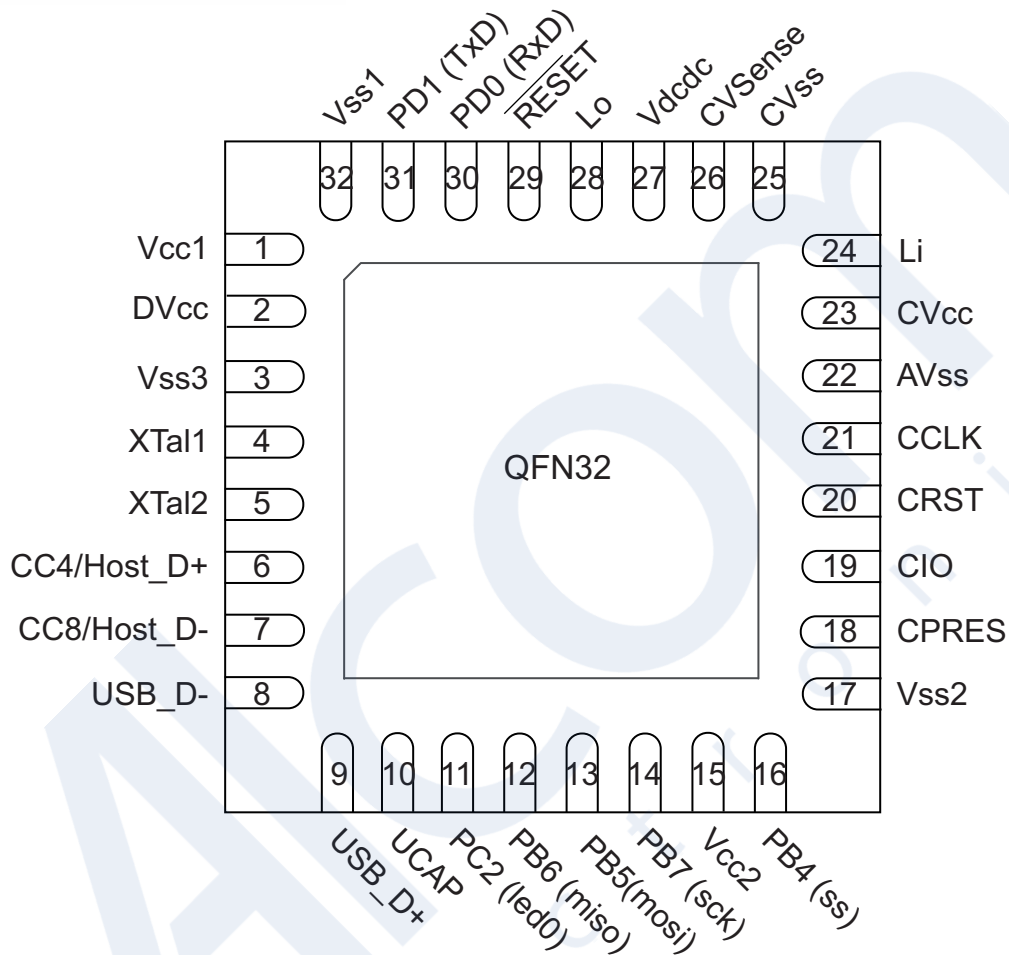 Vss1
PD1 (TxD)
PD0 (RxD)
RESET
Lo
Vdcdc
CVSense
CVss
32 31 30 29 28 27 26 25
Vcc1 1
DVcc 2
Vss3 3
XTal1 4
XTal2 5
CC4/Host_D+ 6
CC8/Host_D- 7
USB_D- 8
QFN32
24 Li
23 CVcc
22 AVss
21 CCLK
20 CRST
19 CIO
18 CPRES
17 Vss2
9 10 11 12 13 14 15 16
USB_D+
UCAP
PC2 (led0)
PB6 (miso)
PB5(mosi)
PB7 (sck)
Vcc2
PB4 (ss)
Alcom